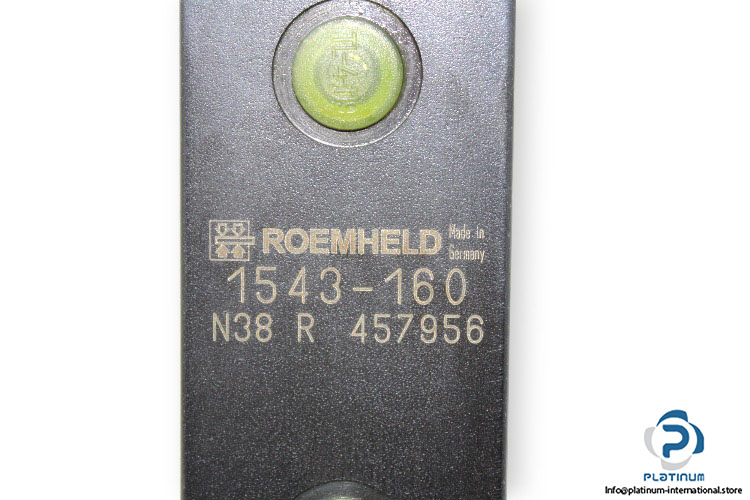 ROEMHELD
Made in
Germany
1543-160
N38 R 457956
PLATINUM
Info@platinum-international.store